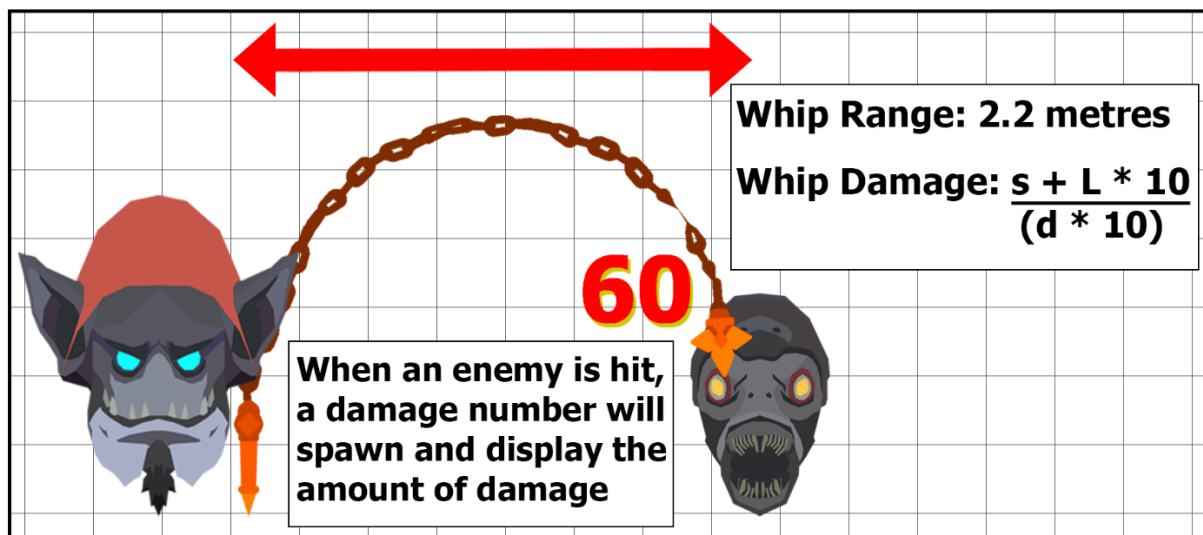 Whip Range: 2.2 metres
Whip Damage: s + L * 10
(d * 10)
60
When an enemy is hit,
a damage number will
spawn and display the
amount of damage